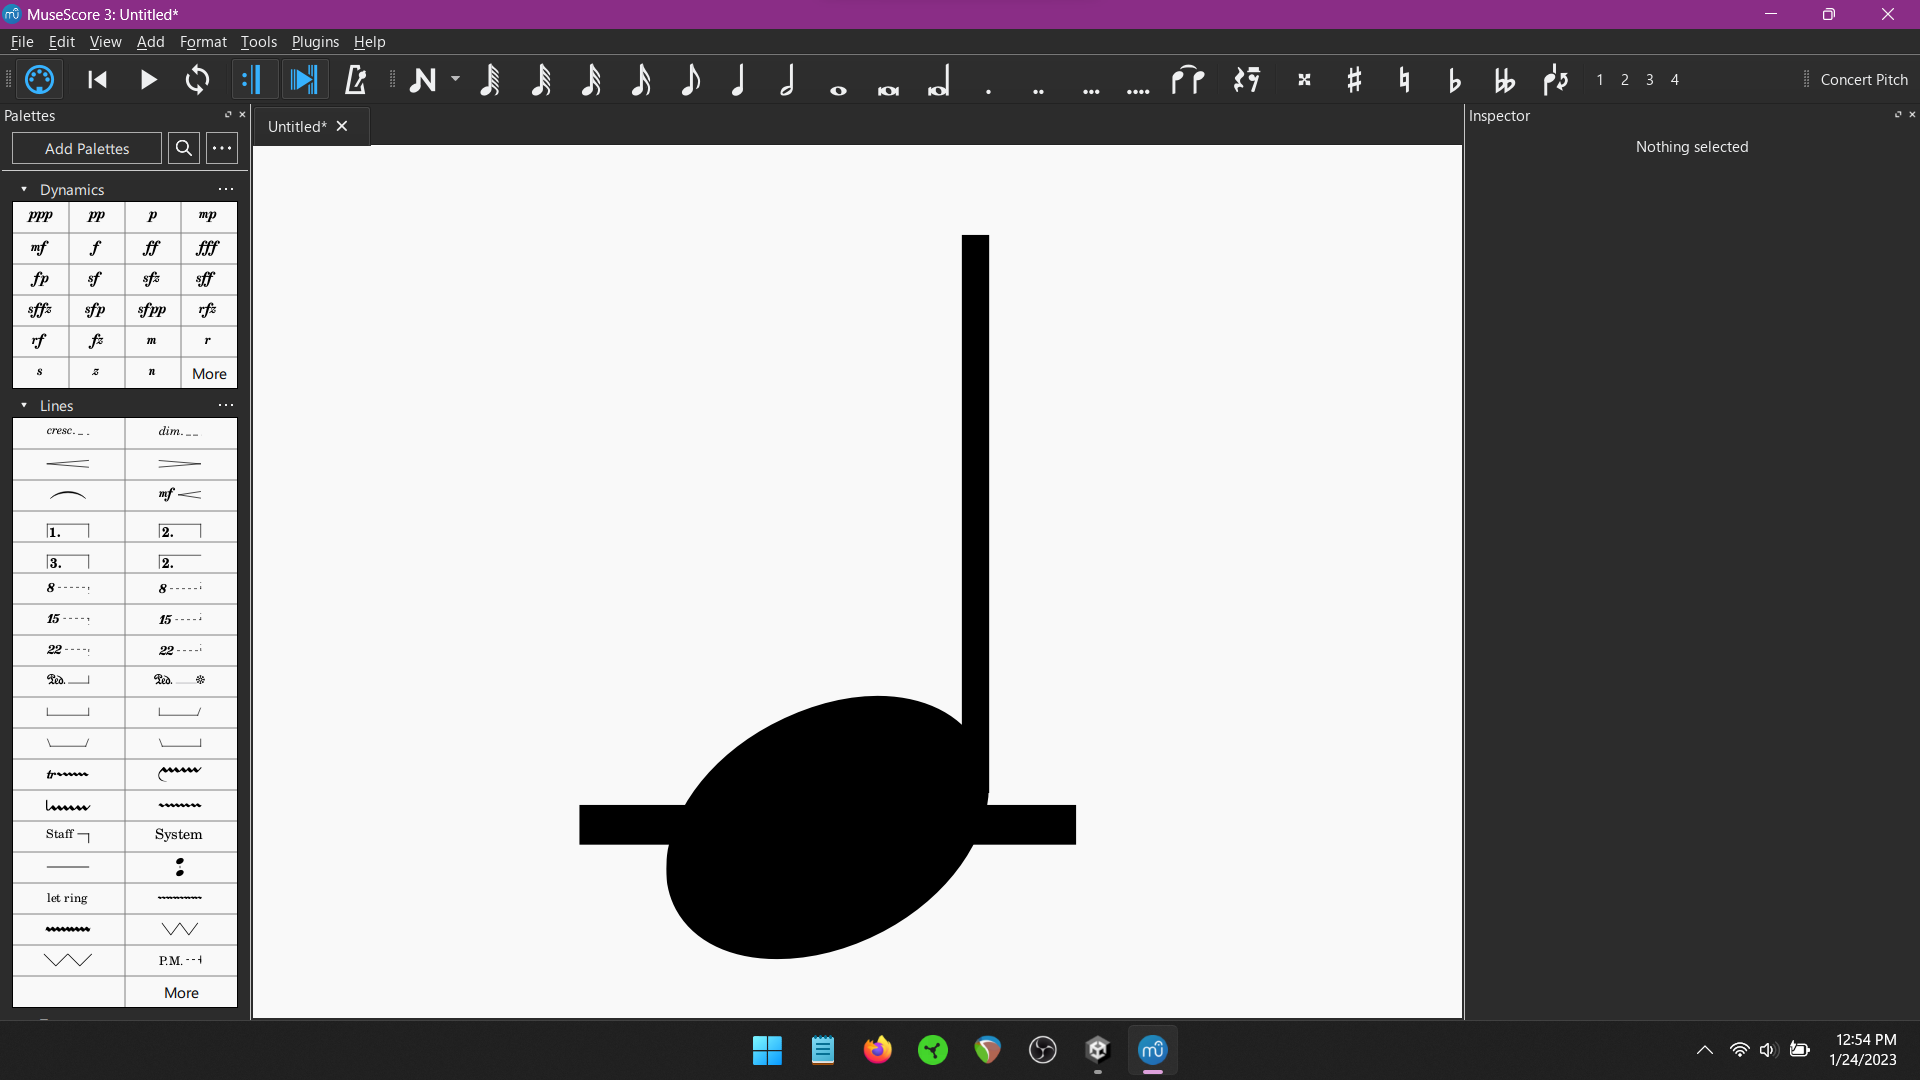 MuseScore 3: Untitled*
File Edit View Add Format Tools Plugins Help
1 2 3 4 Concert Pitch
Palettes
Untitled*
Inspector
Add Palettes
Nothing selected
Dynamics
ppp pp p mp
mf f ff fff
fp sf sfz sff
sffz sfp sfpp rfz
rf fz m r
s z n More
Lines
cresc. dim.
mf
1. 2.
3. 2.
8 8
15 15
22 22
Ped. Ped.
tr
Staff System
let ring
P.M.
More
12:54 PM
1/24/2023